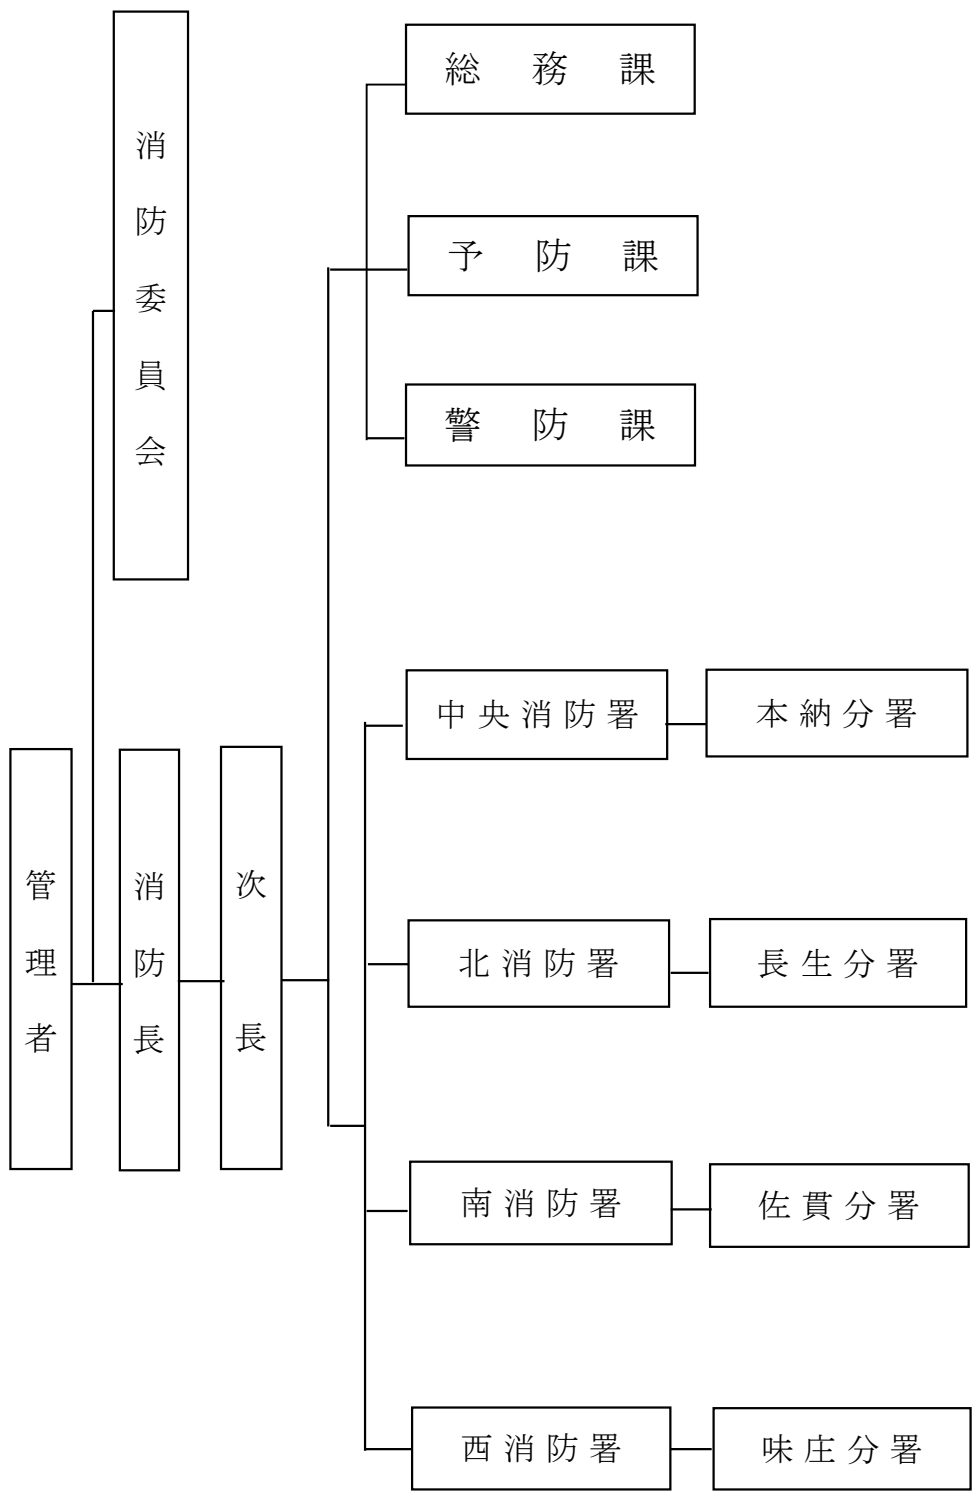 消防委員会
管理者
消防長
次長
総務課
予防課
警防課
中央消防署
本納分署
北消防署
長生分署
南消防署
佐貫分署
西消防署
味庄分署